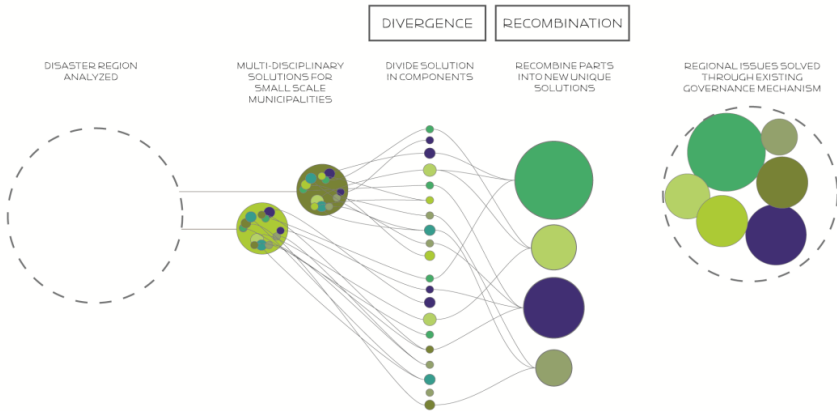 DIVERGENCE
RECOMBINATION
DISASTER REGION
ANALYZED
MULTI-DISCIPLINARY
SOLUTIONS FOR
SMALL SCALE
MUNICIPALITIES
DIVIDE SOLUTION
IN COMPONENTS
RECOMBINE PARTS
INTO NEW UNIQUE
SOLUTIONS
REGIONAL ISSUES SOLVED
THROUGH EXISTING
GOVERNANCE MECHANISM